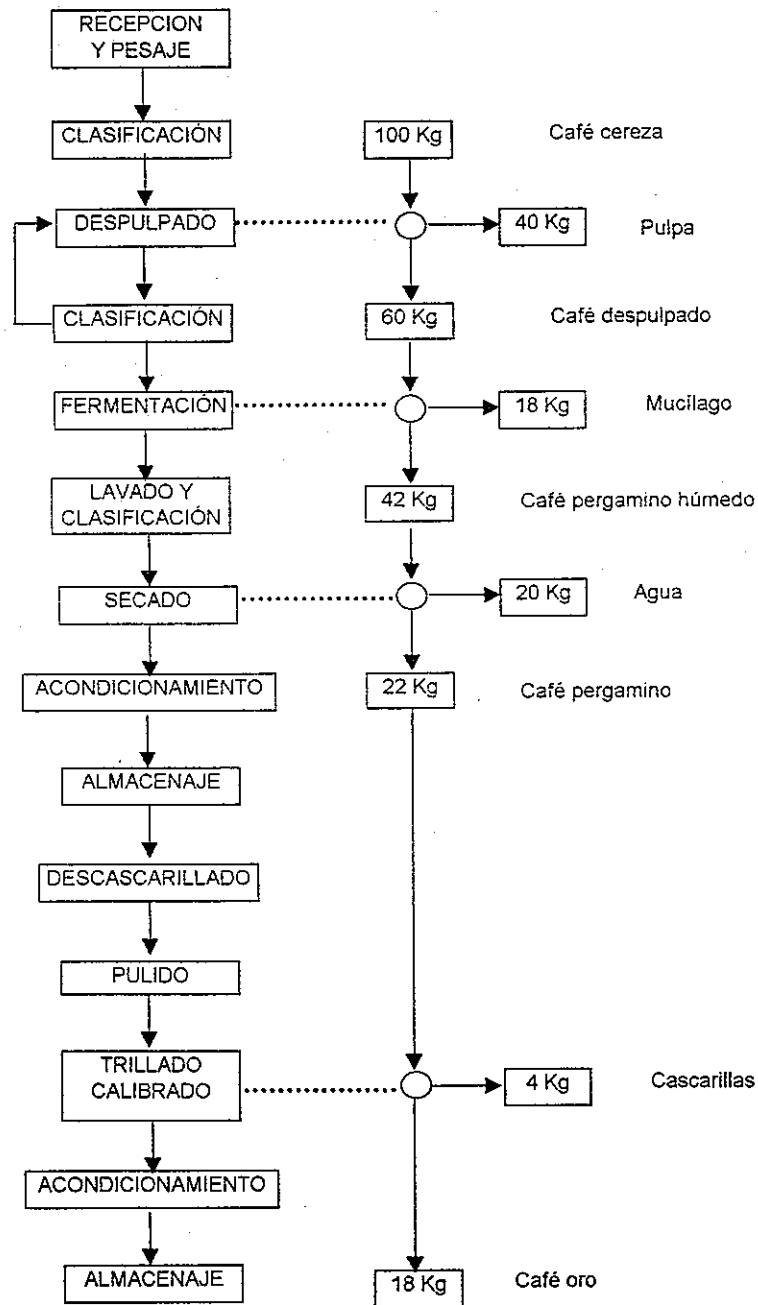 RECEPCION
Y PESAJE
CLASIFICACIÓN
100 Kg
Café cereza
DESPULPADO
40 Kg
Pulpa
CLASIFICACIÓN
60 Kg
Café despulpado
FERMENTACIÓN
18 Kg
Mucílago
LAVADO Y
CLASIFICACIÓN
42 Kg
Café pergamino húmedo
SECADO
20 Kg
Agua
ACONDICIONAMIENTO
22 Kg
Café pergamino
ALMACENAJE
DESCASCARILLADO
PULIDO
TRILLADO
CALIBRADO
4 Kg
Cascarillas
ACONDICIONAMIENTO
ALMACENAJE
18 Kg
Café oro